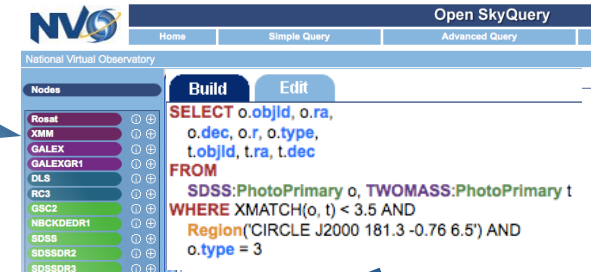 NVO
Open SkyQuery
Home Simple Query Advanced Query
National Virtual Observatory
Nodes
Build Edit
Rosat
XMM
GALEX
GALEXGR1
DLS
RC3
GSC2
NBCKDEDR1
SDSS
SDSSDR2
SDSSDR3
SELECT o.objId, o.ra,
o.dec, o.r, o.type,
t.objId, t.ra, t.dec
FROM
SDSS:PhotoPrimary o, TWOMASS:PhotoPrimary t
WHERE XMATCH(o, t) < 3.5 AND
Region('CIRCLE J2000 181.3 -0.76 6.5') AND
o.type = 3